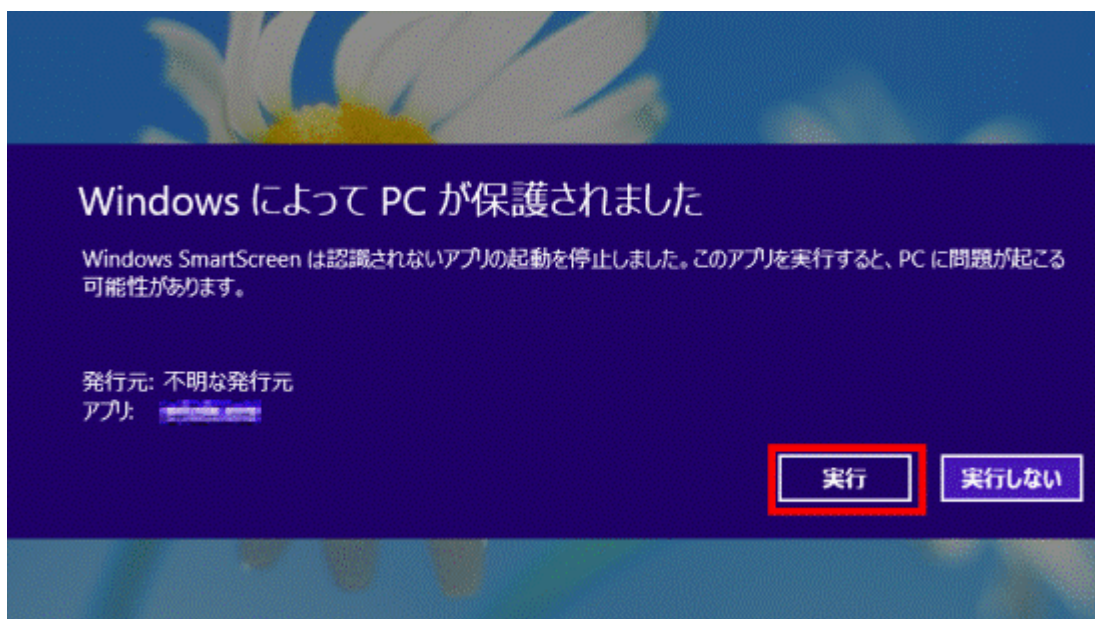 Windows によって PC が保護されました
Windows SmartScreen は認識されないアプリの起動を停止しました。このアプリを実行すると、PC に問題が起こる
可能性があります。
発行元: 不明な発行元
アプリ:
実行
実行しない